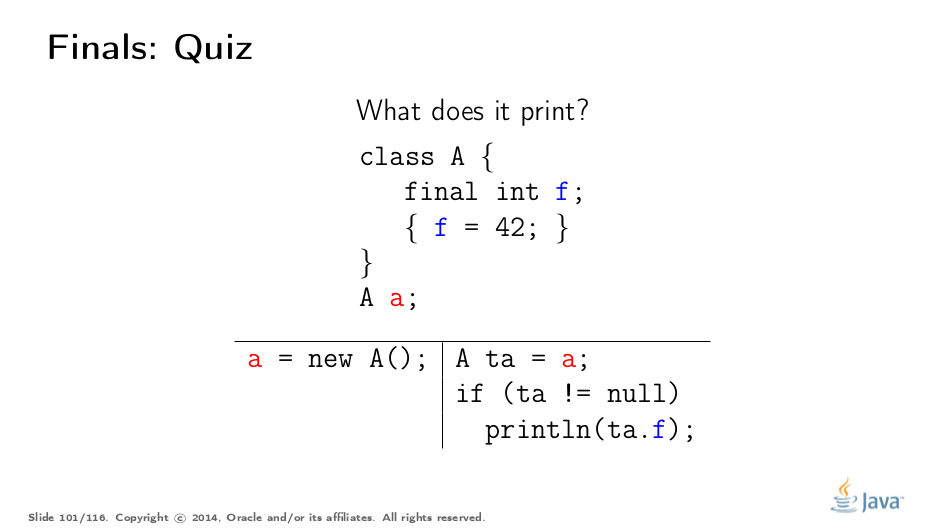 Finals: Quiz
What does it print?
class A {
final int f;
{ f = 42; }
}
A a;
a = new A();
A ta = a;
if (ta != null)
println(ta.f);
Slide 101/116. Copyright © 2014, Oracle and/or its affiliates. All rights reserved.
Java™